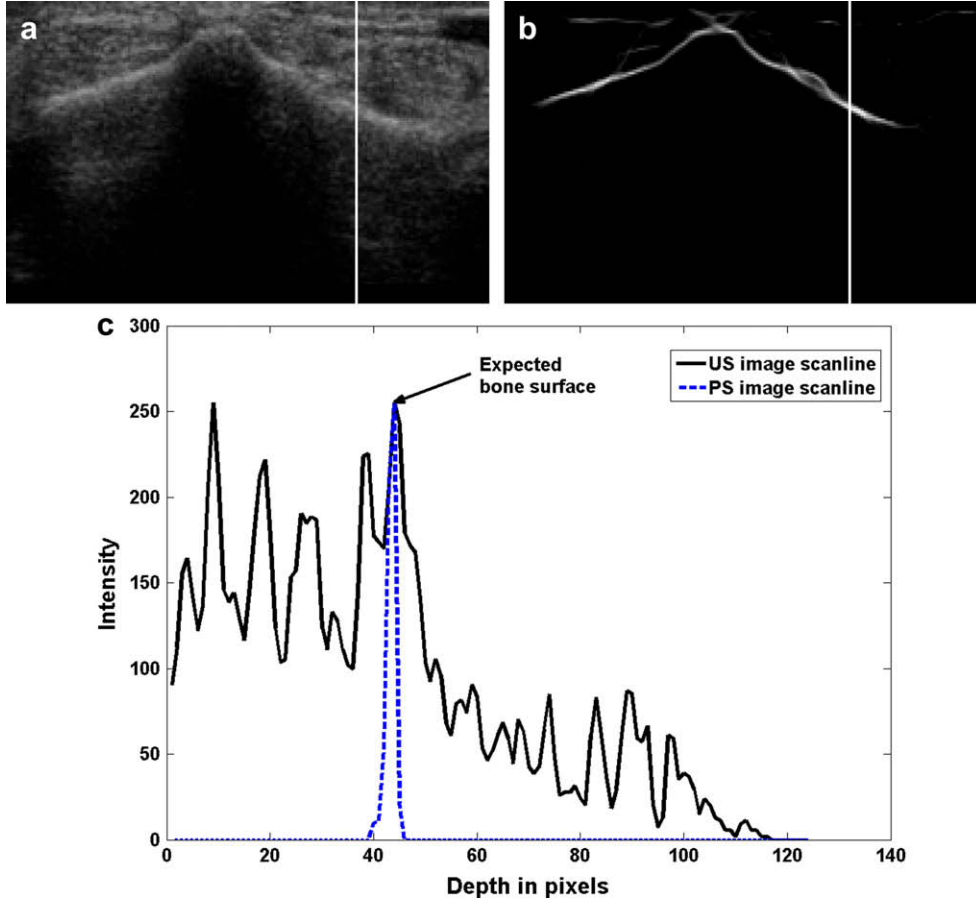 a
b
c
300
250
200
150
100
50
0
Intensity
Expected
bone surface
US image scanline
PS image scanline
0 20 40 60 80 100 120 140
Depth in pixels